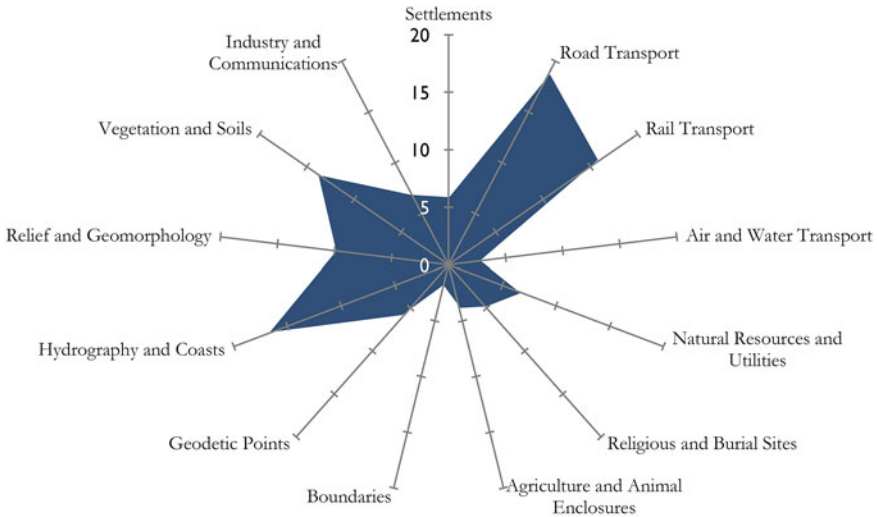 Settlements
20
15
10
5
0
Road Transport
Rail Transport
Air and Water Transport
Natural Resources and
Utilities
Religious and Burial Sites
Agriculture and Animal
Enclosures
Boundaries
Geodetic Points
Hydrography and Coasts
Relief and Geomorphology
Vegetation and Soils
Industry and
Communications